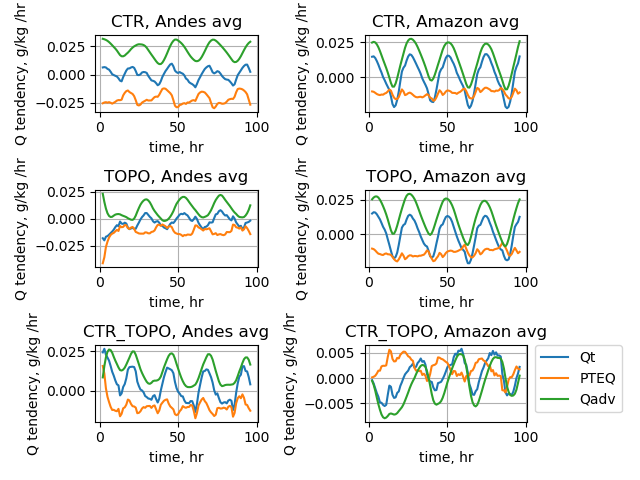 CTR, Andes avg
Q tendency, g/kg /hr
0.025
0.000
−0.025
0
50
100
time, hr
CTR, Amazon avg
Q tendency, g/kg /hr
0.025
0.000
0
50
100
time, hr
TOPO, Andes avg
Q tendency, g/kg /hr
0.025
0.000
−0.025
0
50
100
time, hr
TOPO, Amazon avg
Q tendency, g/kg /hr
0.025
0.000
0
50
100
time, hr
CTR_TOPO, Andes avg
Q tendency, g/kg /hr
0.025
0.000
0
50
100
time, hr
CTR_TOPO, Amazon avg
Q tendency, g/kg /hr
0.005
0.000
−0.005
0
50
100
time, hr
Qt
PTEQ
Qadv